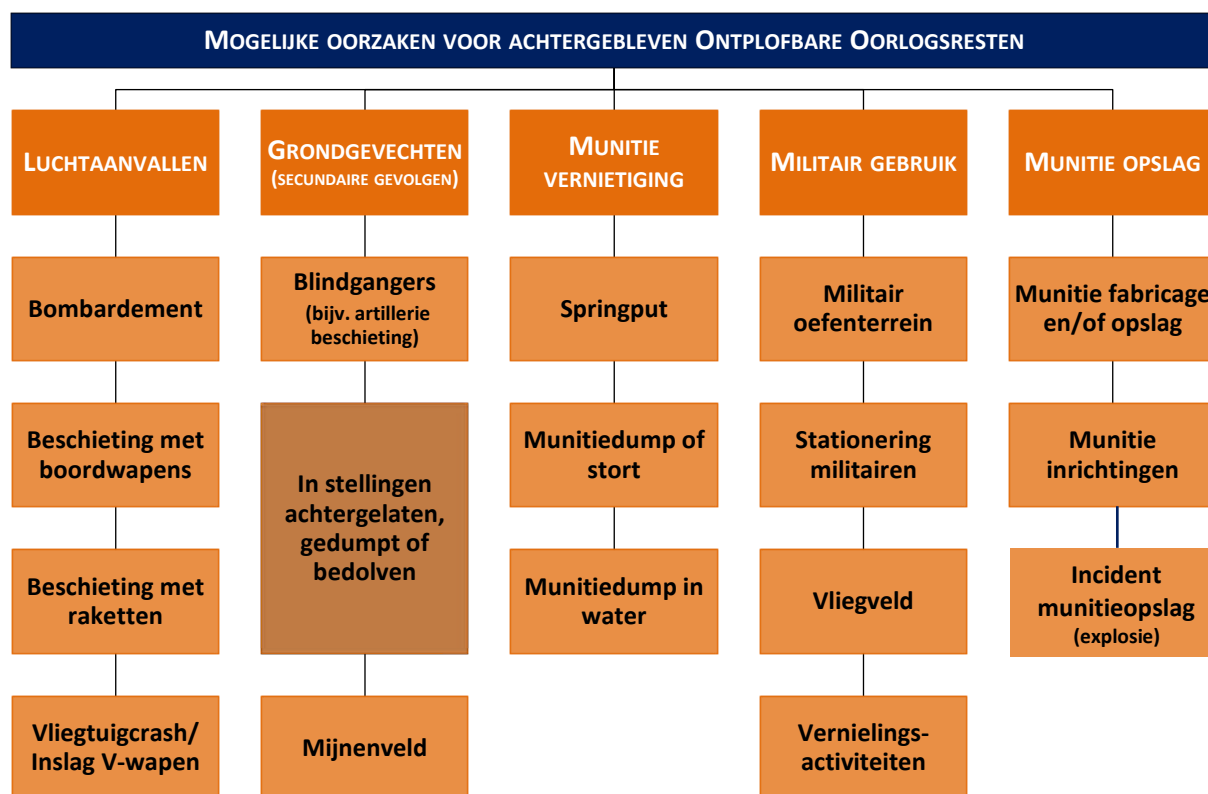 Mogelijke oorzaken voor achtergebleven Ontplofbare Oorlogsresten
Luchtaanvallen
Bombardement
Beschieting met
boordwapens
Beschieting met
raketten
Vliegtuigcrash/
Inslag V-wapen
Grondgevechten
(secundaire gevolgen)
Blindgangers
(bijv. artillerie
beschieting)
In stellingen
achtergelaten,
gedumpt of
bedolven
Mijnenveld
Munitie
vernietiging
Springput
Munitiedump of
stort
Munitiedump in
water
Militair gebruik
Militair
oefenterrein
Stationering
militairen
Vliegveld
Vernielings-
activiteiten
Munitie opslag
Munitie fabricage
en/of opslag
Munitie
inrichtingen
Incident
munitieopslag
(explosie)